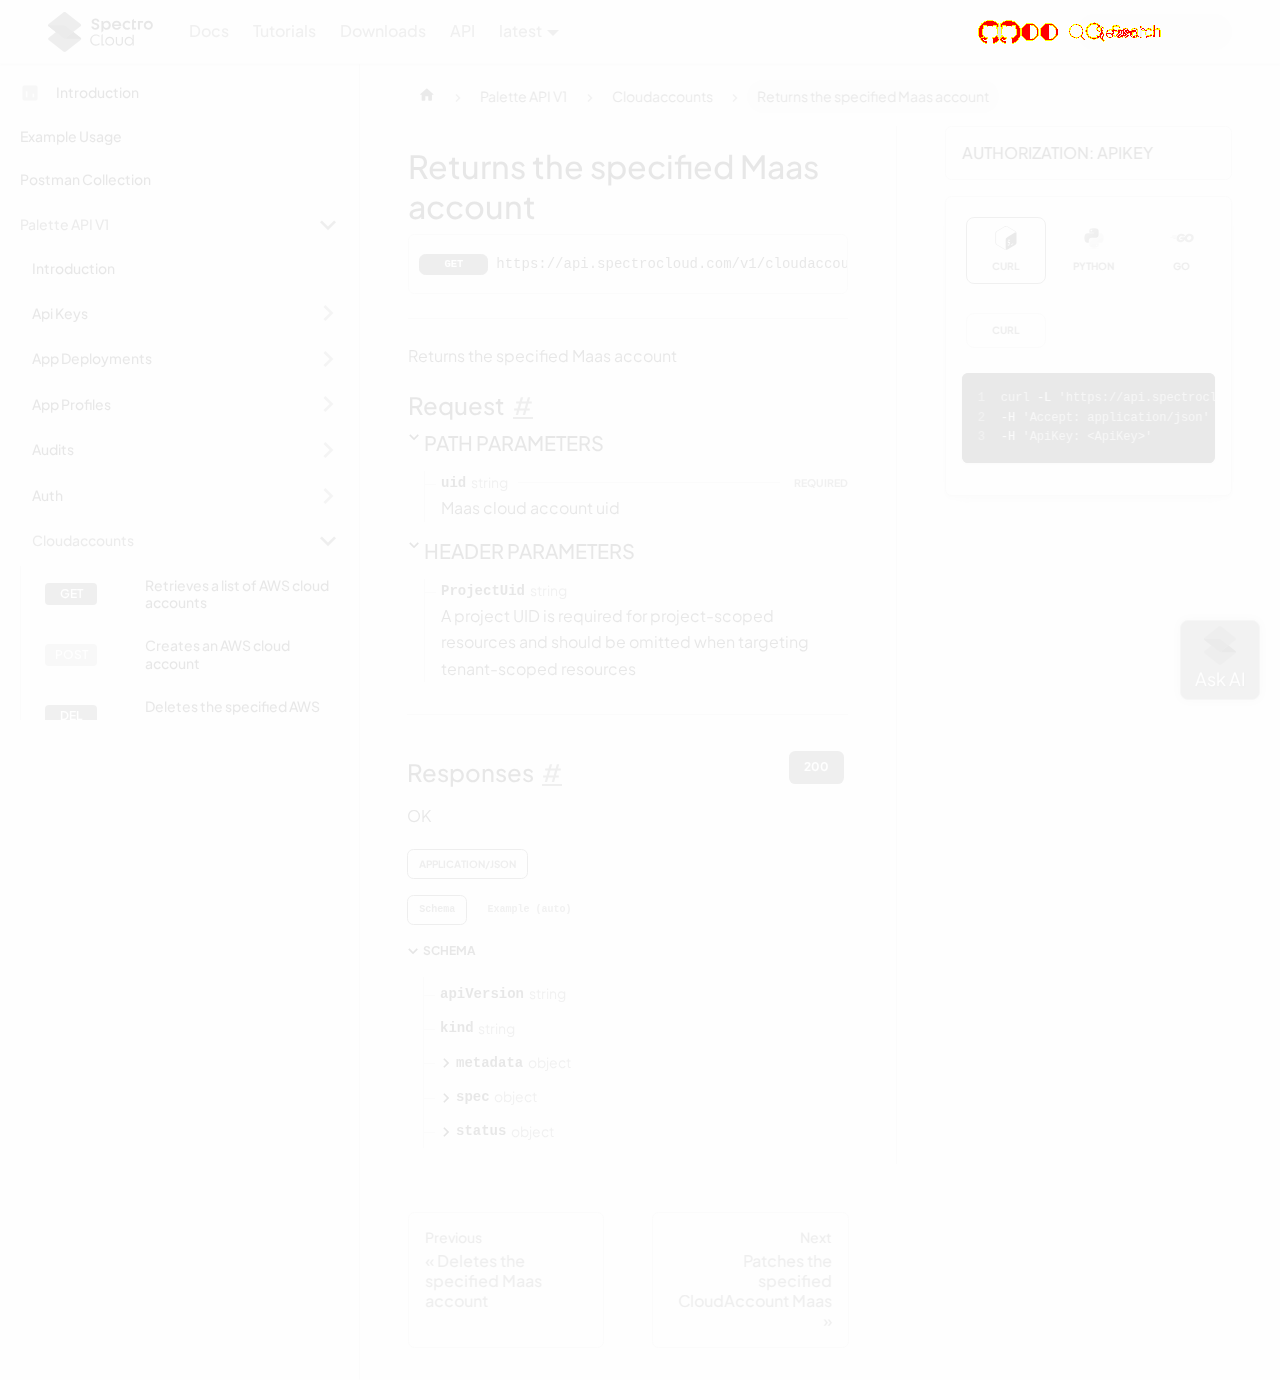 Spectro
Cloud
Docs
Tutorials
Downloads
API
latest
Search
Introduction
Example Usage
Postman Collection
Palette API V1
Introduction
Api Keys
App Deployments
App Profiles
Audits
Auth
Cloudaccounts
GET
Retrieves a list of AWS cloud
accounts
POST
Creates an AWS cloud
account
DEL
Deletes the specified AWS
Palette API V1
Cloudaccounts
Returns the specified Maas account
Returns the specified Maas
account
GET
https://api.spectrocloud.com/v1/cloudaccou
Returns the specified Maas account
Request #
PATH PARAMETERS
uid string
REQUIRED
Maas cloud account uid
HEADER PARAMETERS
ProjectUid string
A project UID is required for project-scoped
resources and should be omitted when targeting
tenant-scoped resources
Responses #
200
OK
APPLICATION/JSON
Schema
Example (auto)
SCHEMA
apiVersion string
kind string
metadata object
spec object
status object
Previous
« Deletes the
specified Maas
account
Next
Patches the
specified
CloudAccount Maas
»
AUTHORIZATION: APIKEY
CURL
PYTHON
GO
GO
CURL
1 curl -L 'https://api.spectrocl
2 -H 'Accept: application/json'
3 -H 'ApiKey: <ApiKey>'
Ask AI